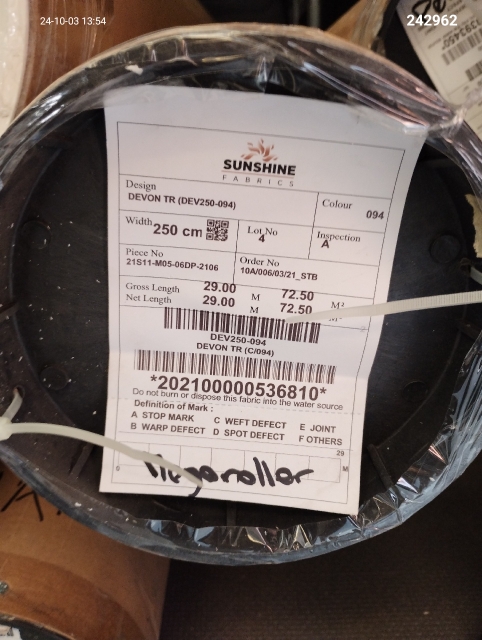 24-10-03 13:54
242962
SUNSHINE
FABRICS
Design
DEVON TR (DEV250-094)
Colour
094
Width 250 cm
Lot No
4
Inspection
A
Piece No
21S11-M05-06DP-2106
Order No
10A/006/03/21_STB
Gross Length 29.00 M 72.50 M²
Net Length 29.00 M 72.50 M²
DEV250-094
DEVON TR (C/094)
*202100000536810*
Do not burn or dispose this fabric into the water source
Definition of Mark :
A STOP MARK C WEFT DEFECT E JOINT
B WARP DEFECT D SPOT DEFECT F OTHERS
29
0 M